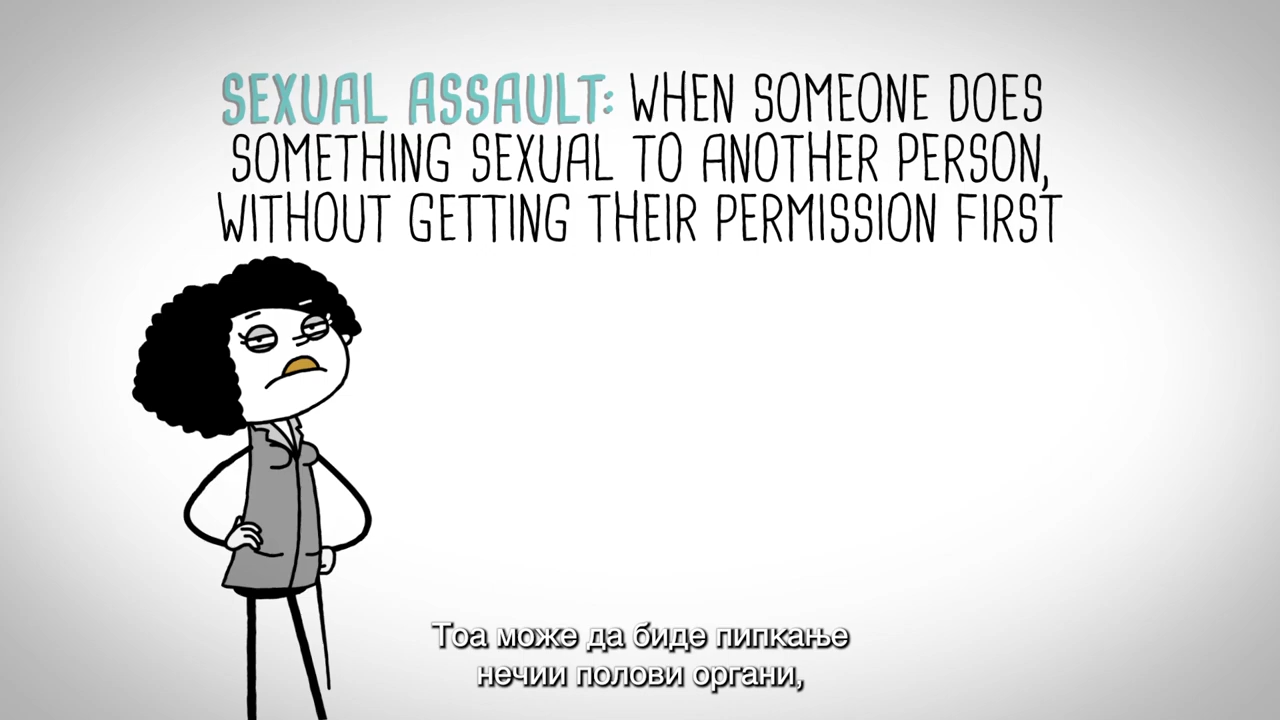 SEXUAL ASSAULT: WHEN SOMEONE DOES
SOMETHING SEXUAL TO ANOTHER PERSON,
WITHOUT GETTING THEIR PERMISSION FIRST
Тоа може да биде пипкање
нечии полови органи,